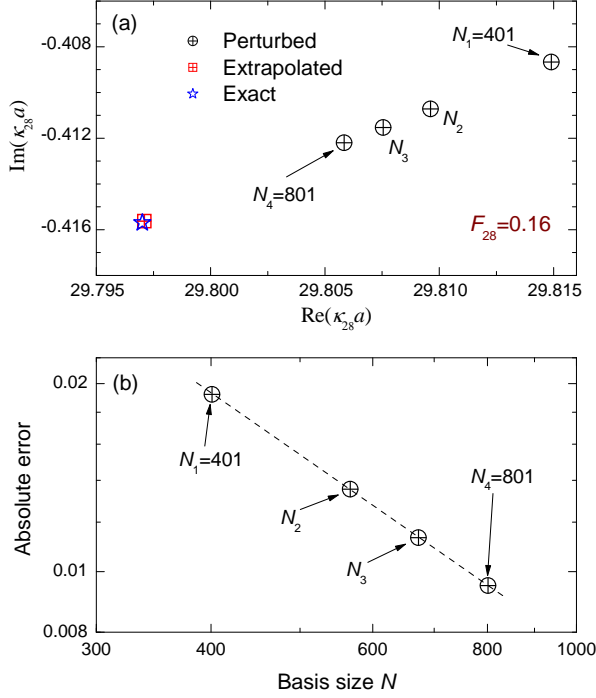 (a)
Perturbed
Extrapolated
Exact
N₁=401
N₂
N₃
N₄=801
F₂₈=0.16
-0.408
-0.412
-0.416
Im(κ₂₈a)
29.795 29.800 29.805 29.810 29.815
Re(κ₂₈a)
(b)
N₁=401
N₂
N₃
N₄=801
0.02
0.01
0.008
Absolute error
300 400 600 800 1000
Basis size N